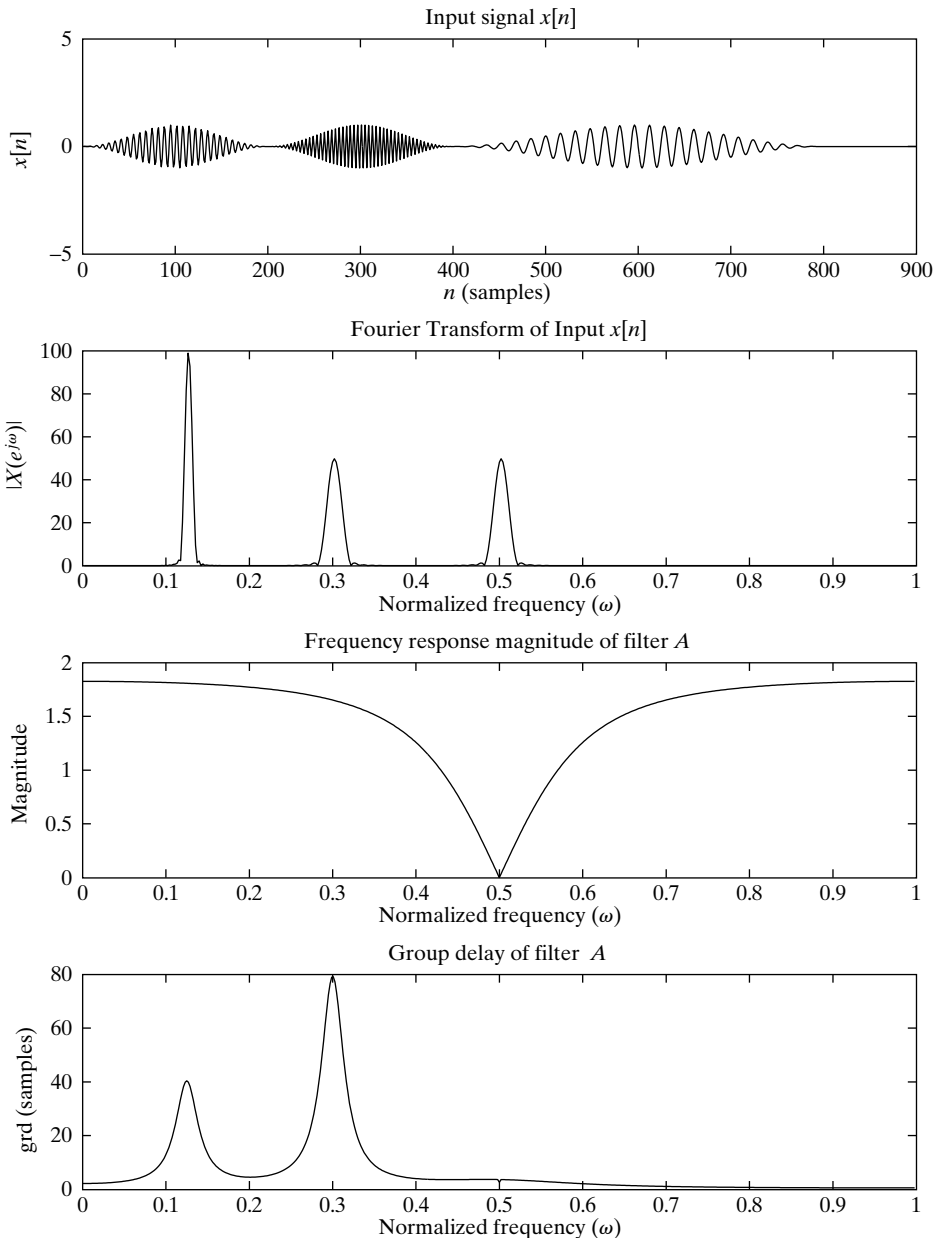 Input signal x[n]
5
0
−5
x[n]
0 100 200 300 400 500 600 700 800 900
n (samples)
Fourier Transform of Input x[n]
100
80
60
40
20
0
|X(e^{jω})|
0 0.1 0.2 0.3 0.4 0.5 0.6 0.7 0.8 0.9 1
Normalized frequency (ω)
Frequency response magnitude of filter A
2
1.5
1
0.5
0
Magnitude
0 0.1 0.2 0.3 0.4 0.5 0.6 0.7 0.8 0.9 1
Normalized frequency (ω)
Group delay of filter A
80
60
40
20
0
grd (samples)
0 0.1 0.2 0.3 0.4 0.5 0.6 0.7 0.8 0.9 1
Normalized frequency (ω)